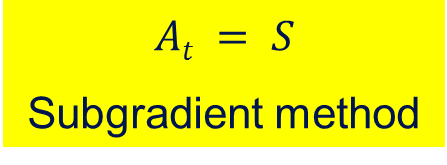 A_t = S
Subgradient method